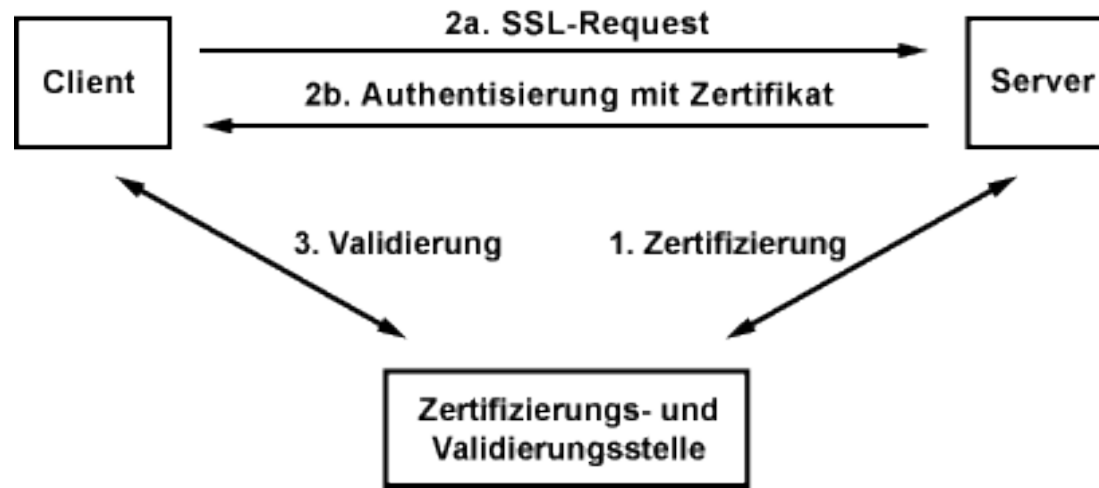 2a. SSL-Request
Client
Server
2b. Authentisierung mit Zertifikat
3. Validierung
1. Zertifizierung
Zertifizierungs- und
Validierungsstelle